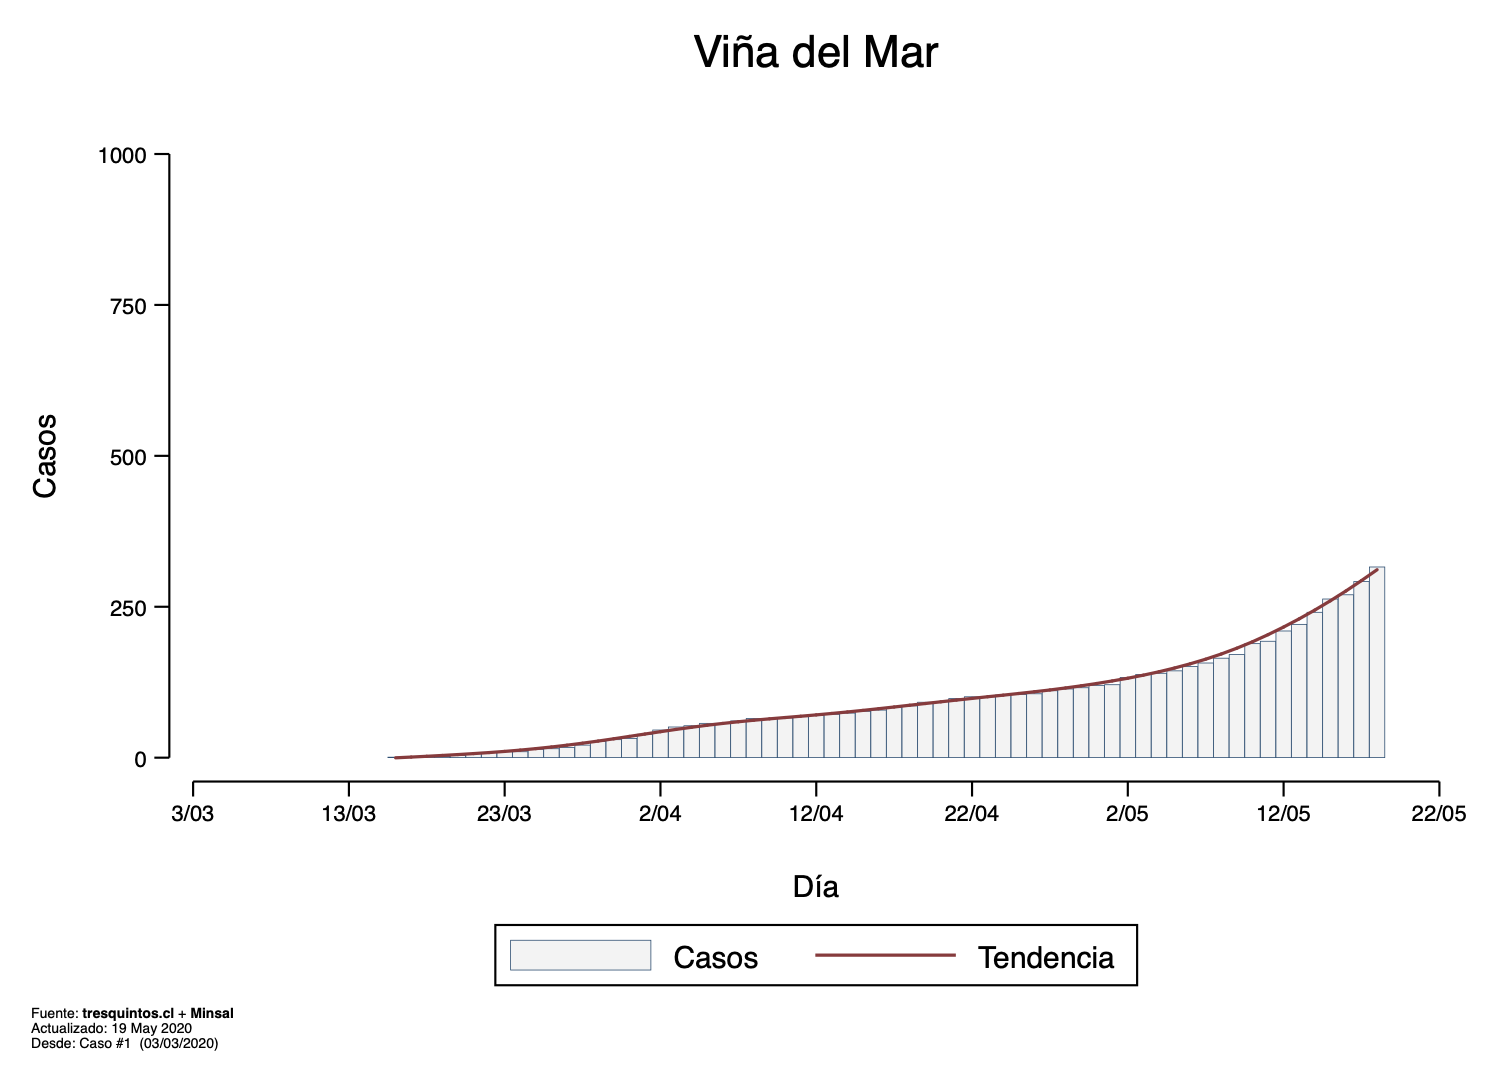 Viña del Mar
1000
750
500
250
0
Casos
3/03 13/03 23/03 2/04 12/04 22/04 2/05 12/05 22/05
Día
Casos Tendencia
Fuente: tresquintos.cl + Minsal
Actualizado: 19 May 2020
Desde: Caso #1 (03/03/2020)